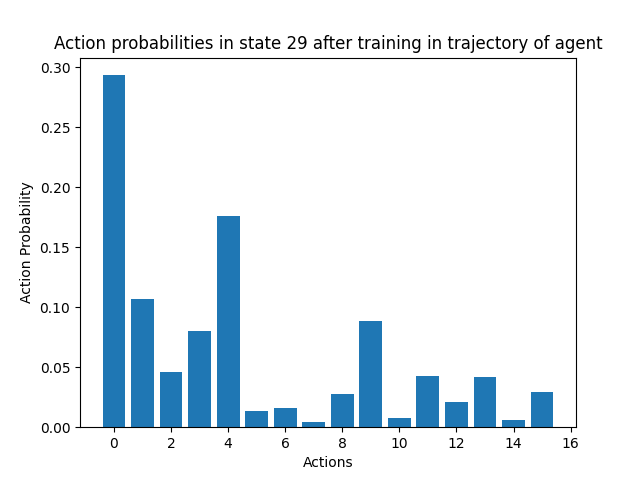 Action probabilities in state 29 after training in trajectory of agent
0.30
0.25
0.20
0.15
0.10
0.05
0.00
Action Probability
0 2 4 6 8 10 12 14 16
Actions